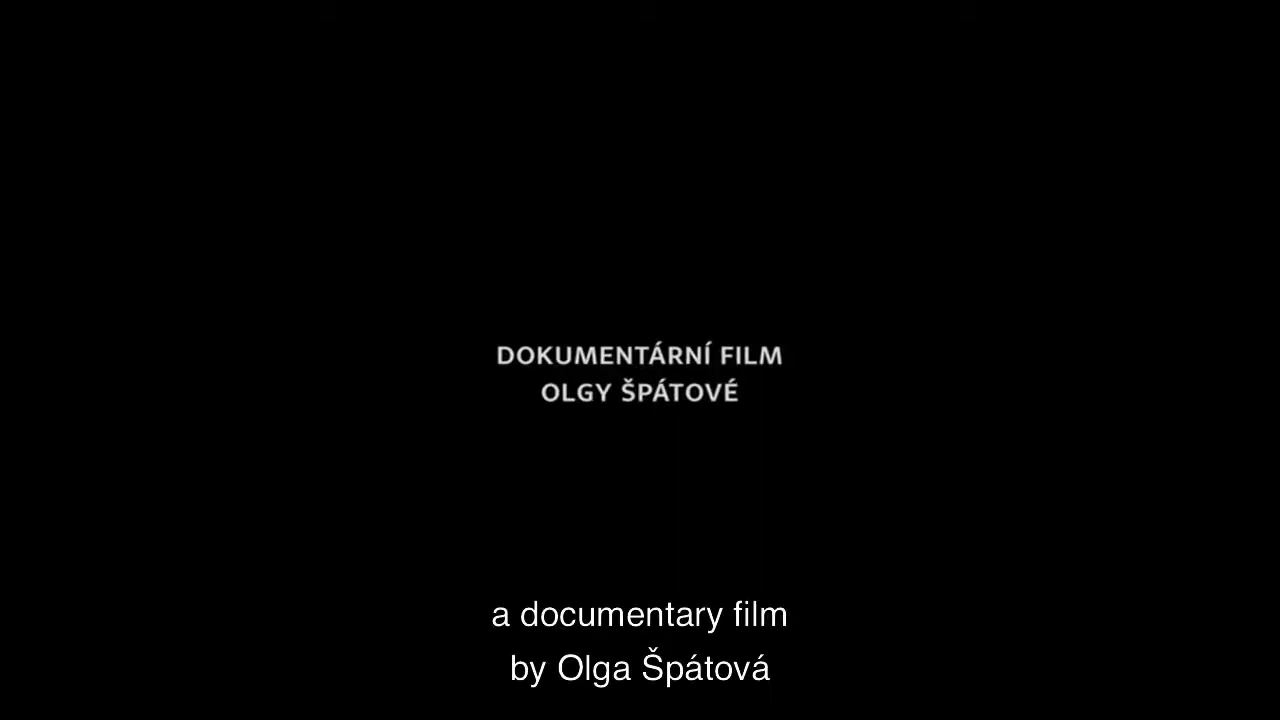 DOKUMENTÁRNÍ FILM
OLGY ŠPÁTOVÉ
a documentary film
by Olga Špátová